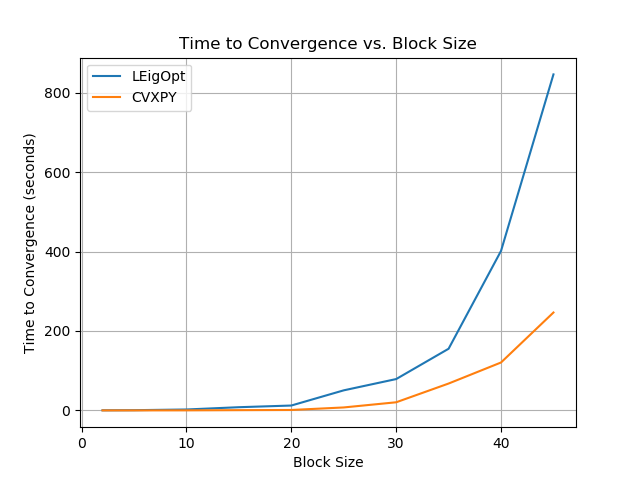 Time to Convergence vs. Block Size
LEigOpt
CVXPY
Time to Convergence (seconds)
800
600
400
200
0
0 10 20 30 40
Block Size